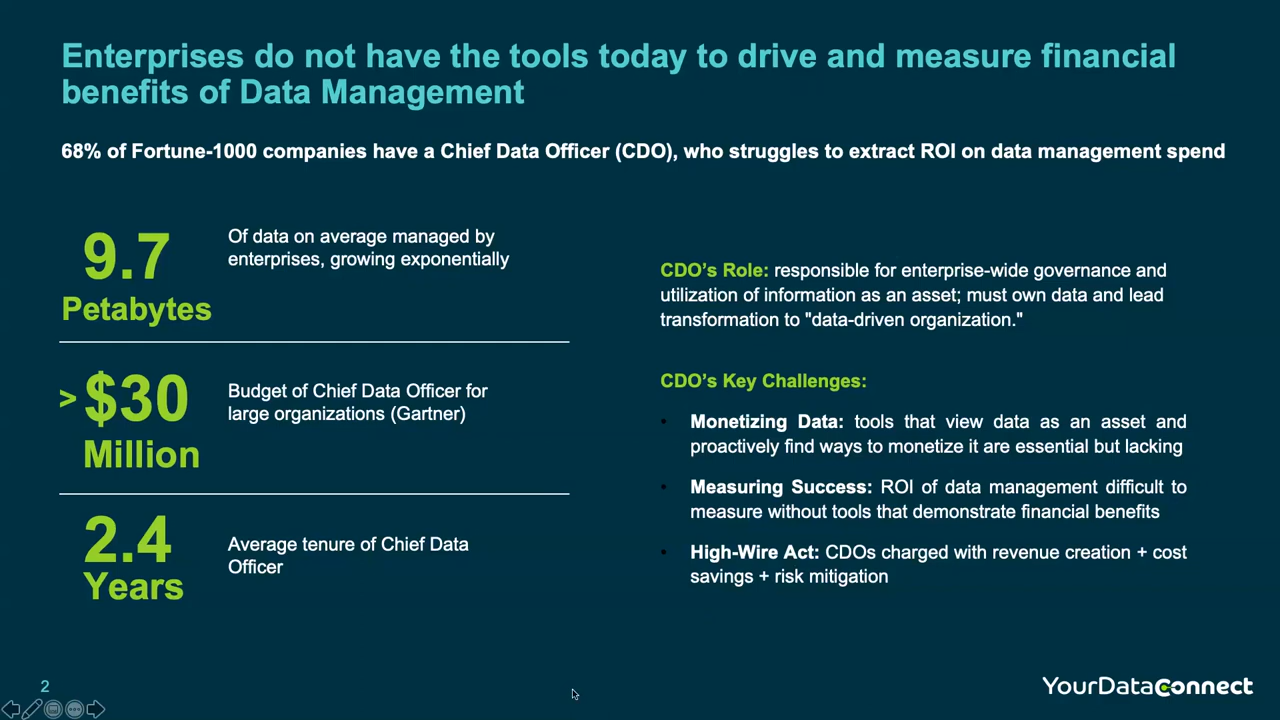 Enterprises do not have the tools today to drive and measure financial
benefits of Data Management
68% of Fortune-1000 companies have a Chief Data Officer (CDO), who struggles to extract ROI on data management spend
9.7
Petabytes
Of data on average managed by
enterprises, growing exponentially
> $30
Million
Budget of Chief Data Officer for
large organizations (Gartner)
2.4
Years
Average tenure of Chief Data
Officer
CDO's Role: responsible for enterprise-wide governance and
utilization of information as an asset; must own data and lead
transformation to "data-driven organization."
CDO's Key Challenges:
• Monetizing Data: tools that view data as an asset and
proactively find ways to monetize it are essential but lacking
• Measuring Success: ROI of data management difficult to
measure without tools that demonstrate financial benefits
• High-Wire Act: CDOs charged with revenue creation + cost
savings + risk mitigation
2
YourDataConnect